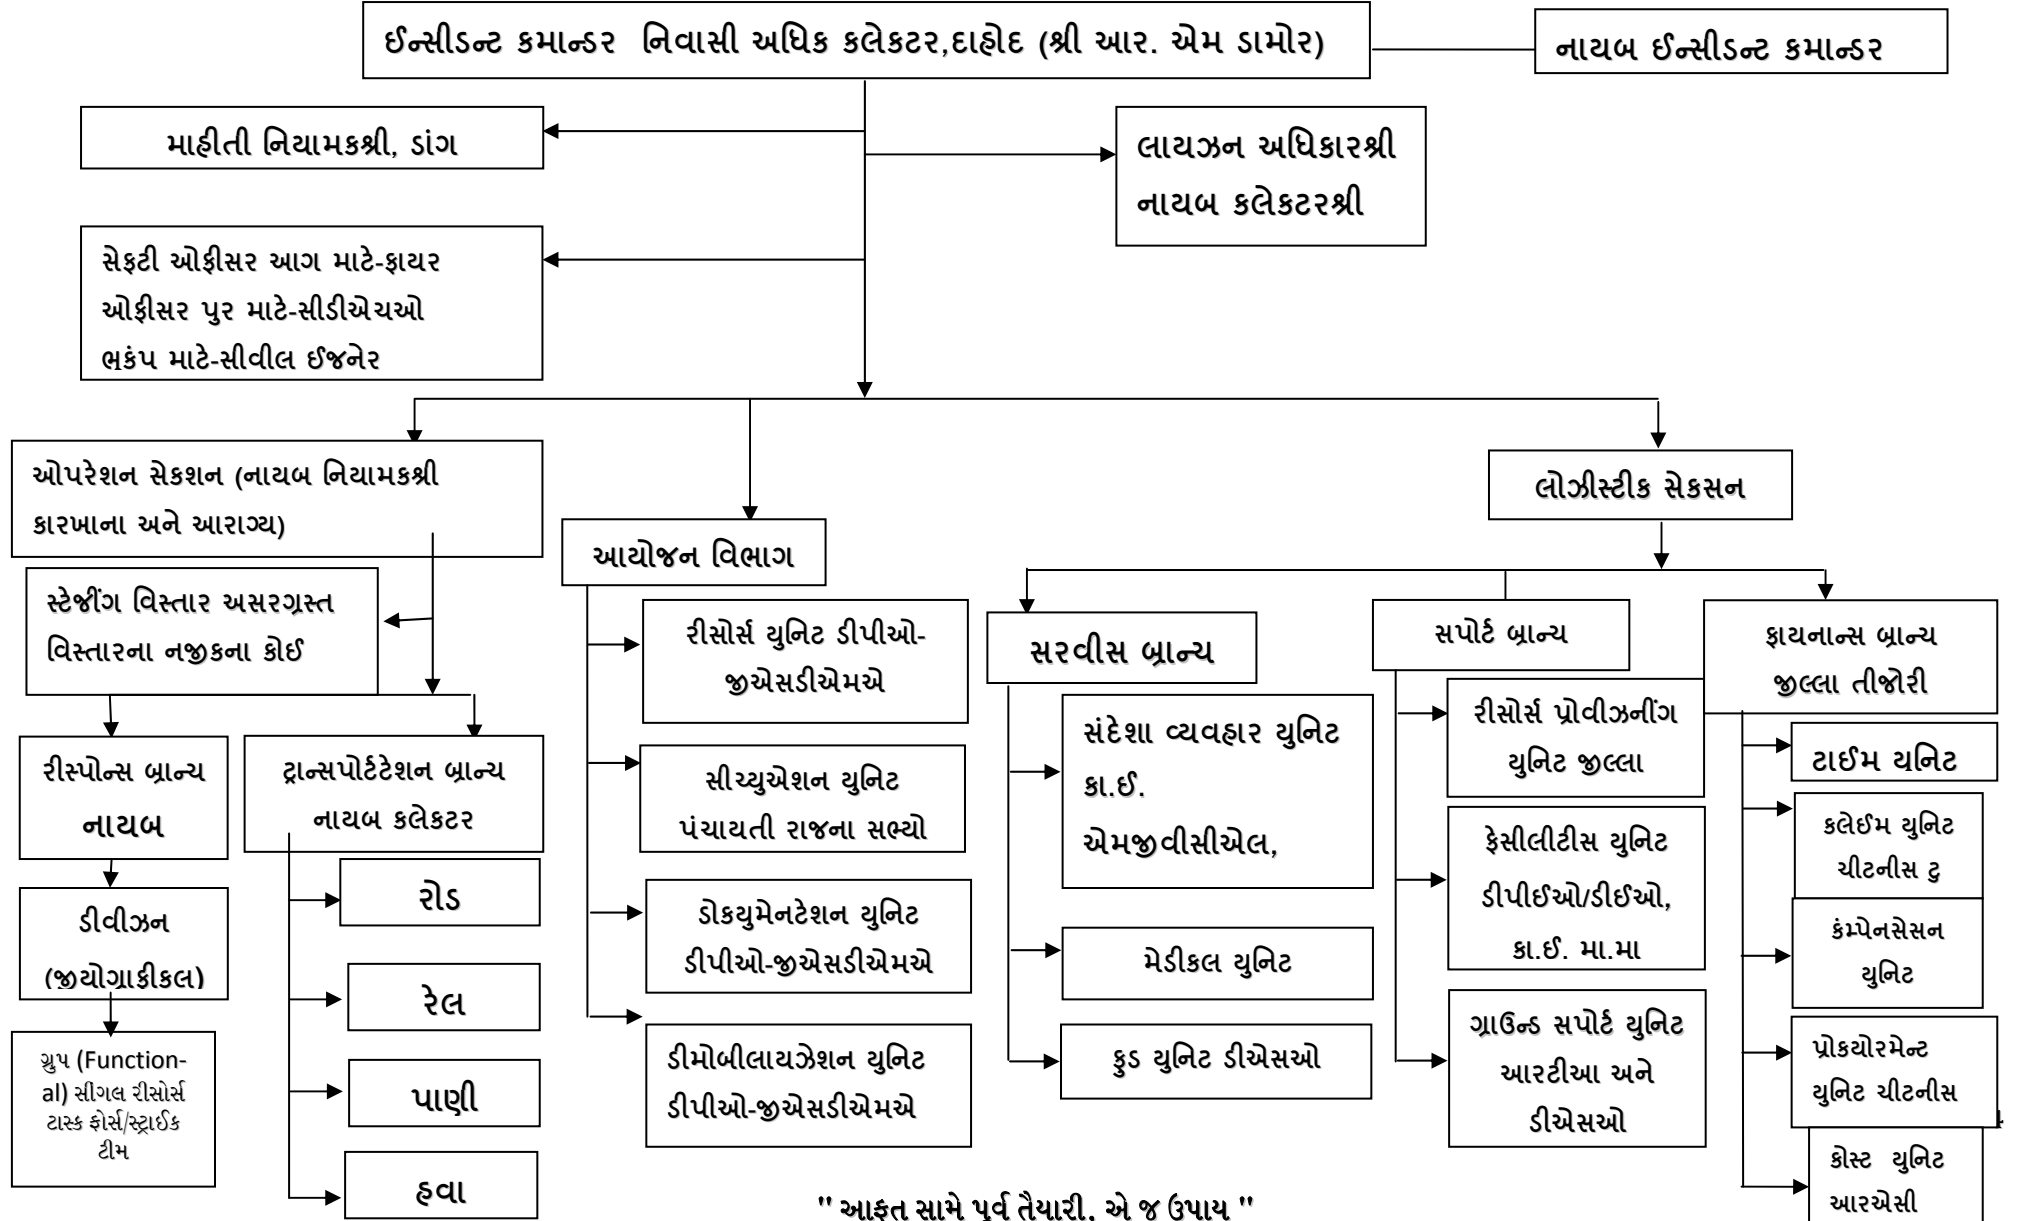 ઈન્સીડન્ટ કમાન્ડર  નિવાસી અધિક કલેકટર,દાહોદ (શ્રી આર. એમ ડામોર)
નાયબ ઈન્સીડન્ટ કમાન્ડર
માહીતી નિયામકશ્રી, ડાંગ
લાયઝન અધિકારશ્રી
નાયબ કલેકટરશ્રી
સેફટી ઓફીસર આગ માટે-ફાયર
ઓફીસર પુર માટે-સીડીએચઓ
ભકંપ માટે-સીવીલ ઈજનેર
ઓપરેશન સેકશન (નાયબ નિયામકશ્રી
કારખાના અને આરાગ્ય)
લોઝીસ્ટીક સેકસન
આયોજન વિભાગ
સ્ટેજીંગ વિસ્તાર અસરગ્રસ્ત
વિસ્તારના નજીકના કોઈ
રીસ્પોન્સ બ્રાન્ચ
નાયબ
ટ્રાન્સપોર્ટટેશન બ્રાન્ચ
નાયબ કલેકટર
ડીવીઝન
(જીયોગ્રાફીકલ)
ગ્રુપ (Function-
al) સીંગલ રીસોર્સ
ટાસ્ક ફોર્સ/સ્ટ્રાઈક
ટીમ
રોડ
રેલ
પાણી
હવા
રીસોર્સ યુનિટ ડીપીઓ-
જીએસડીએમએ
સીચ્યુએશન યુનિટ
પંચાયતી રાજના સભ્યો
ડોકયુમેનટેશન યુનિટ
ડીપીઓ-જીએસડીએમએ
ડીમોબીલાયઝેશન યુનિટ
ડીપીઓ-જીએસડીએમએ
સરવીસ બ્રાન્ચ
સંદેશા વ્યવહાર યુનિટ
કા.ઈ.
એમજીવીસીએલ,
મેડીકલ યુનિટ
ફુડ યુનિટ ડીએસઓ
સપોર્ટ બ્રાન્ચ
રીસોર્સ પ્રોવીઝનીંગ
યુનિટ જીલ્લા
ફેસીલીટીસ યુનિટ
ડીપીઈઓ/ડીઈઓ,
કા.ઈ. મા.મા
ગ્રાઉન્ડ સપોર્ટ યુનિટ
આરટીઆ અને
ડીએસઓ
ફાયનાન્સ બ્રાન્ચ
જીલ્લા તીજોરી
ટાઈમ યનિટ
કલેઈમ યુનિટ
ચીટનીસ ટુ
કંમ્પેનસેસન
યુનિટ
પ્રોકયોરમેન્ટ
યુનિટ ચીટનીસ
કોસ્ટ  યુનિટ
આરએસી
" આફત સામે પૂર્વ તૈયારી, એ જ ઉપાય "